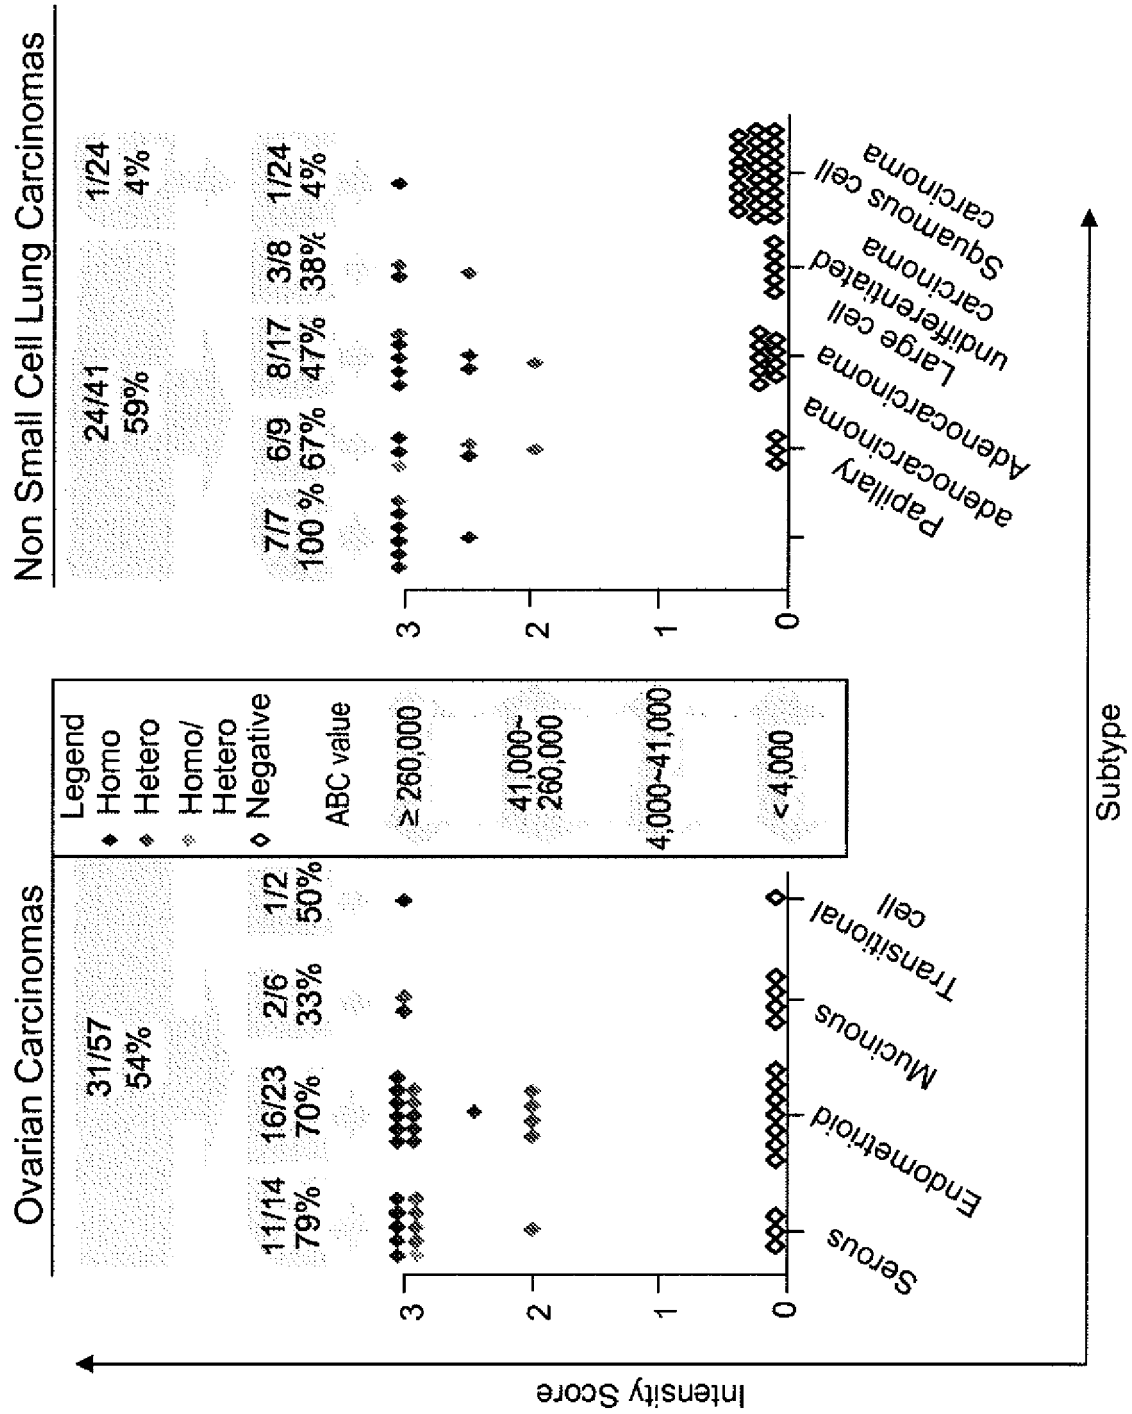 Ovarian Carcinomas
31/57
54%
11/14
79%
16/23
70%
2/6
33%
1/2
50%
Legend
Homo
Hetero
Homo/
Hetero
Negative
ABC value
≥ 260,000
41,000~
260,000
4,000~41,000
< 4,000
Non Small Cell Lung Carcinomas
24/41
59%
1/24
4%
7/7
100 %
6/9
67%
8/17
47%
3/8
38%
1/24
4%
Intensity Score
3
2
1
0
3
2
1
0
Serous
Endometrioid
Mucinous
Transitional
cell
Papillary
adenocarcinoma
Adenocarcinoma
Large cell
undifferentiated
carcinoma
Squamous cell
carcinoma
Subtype